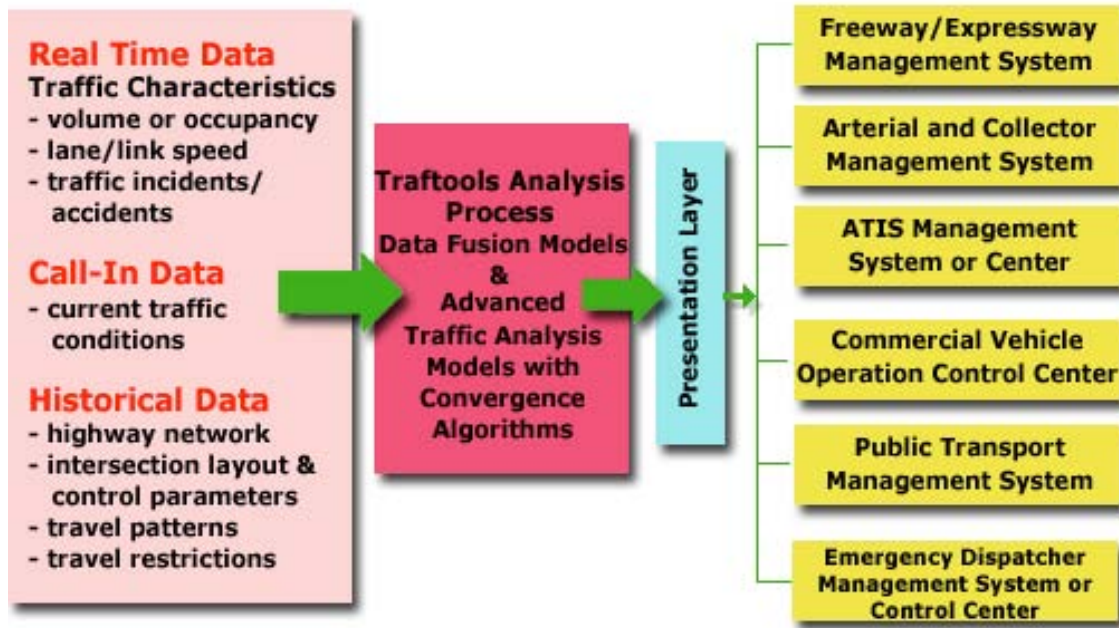 Real Time Data
Traffic Characteristics
- volume or occupancy
- lane/link speed
- traffic incidents/
accidents
Call-In Data
- current traffic
conditions
Historical Data
- highway network
- intersection layout &
control parameters
- travel patterns
- travel restrictions
Traftools Analysis
Process
Data Fusion Models
&
Advanced
Traffic Analysis
Models with
Convergence
Algorithms
Presentation Layer
Freeway/Expressway
Management System
Arterial and Collector
Management System
ATIS Management
System or Center
Commercial Vehicle
Operation Control Center
Public Transport
Management System
Emergency Dispatcher
Management System or
Control Center